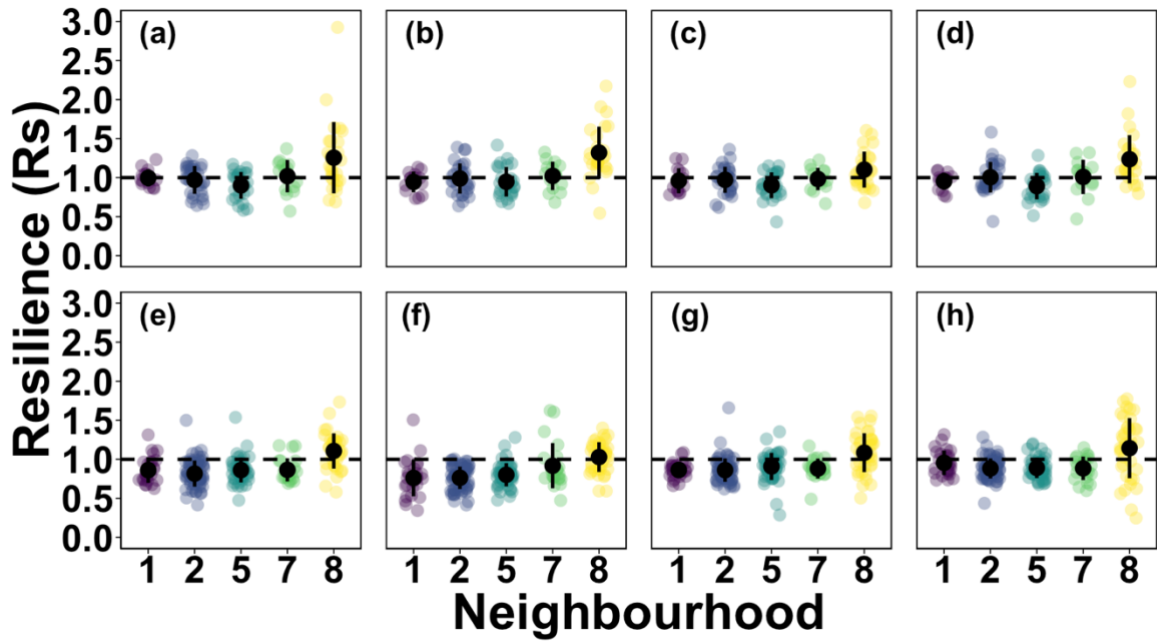 Resilience (Rs)
3.0
2.5
2.0
1.5
1.0
0.5
0.0
(a)
(b)
(c)
(d)
3.0
2.5
2.0
1.5
1.0
0.5
0.0
(e)
(f)
(g)
(h)
1 2 5 7 8 1 2 5 7 8 1 2 5 7 8 1 2 5 7 8
Neighbourhood